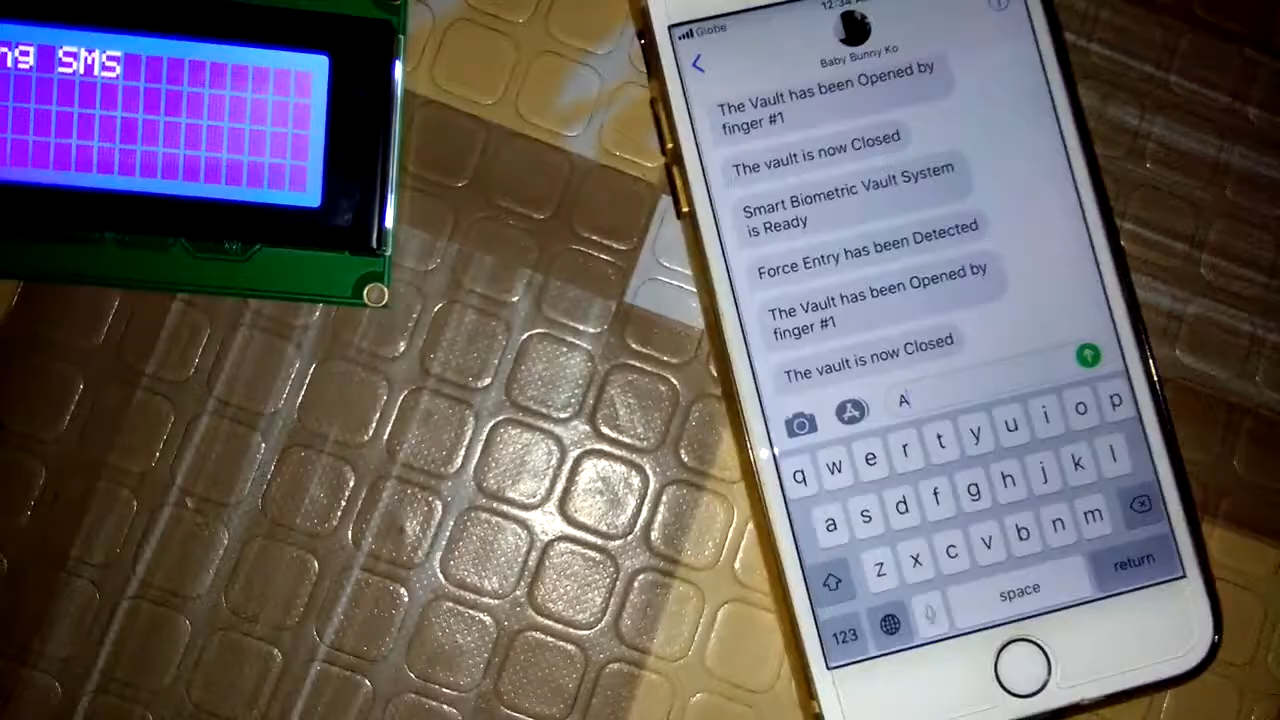 ng SMS
Globe
12:34
Baby Bunny Ko
The Vault has been Opened by
finger #1
The vault is now Closed
Smart Biometric Vault System
is Ready
Force Entry has been Detected
The Vault has been Opened by
finger #1
The vault is now Closed
A
q w e r t y u i o p
a s d f g h j k l
z x c v b n m
123 space return